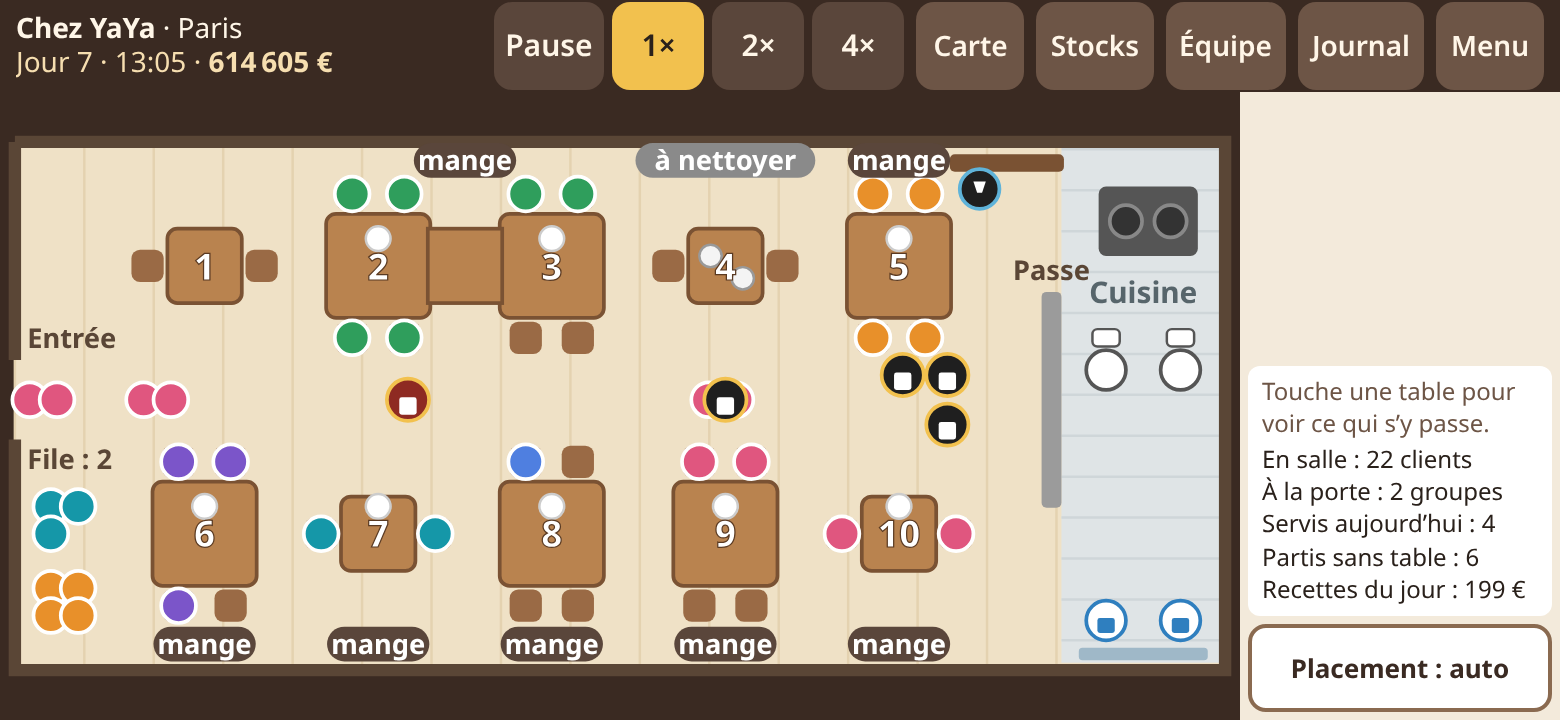 Chez YaYa · Paris
Jour 7 · 13:05 · 614 605 €
Pause
1×
2×
4×
Carte
Stocks
Équipe
Journal
Menu
mange
à nettoyer
mange
1
2
3
4
5
Passe
Cuisine
Entrée
File : 2
6
7
8
9
10
mange
mange
mange
mange
mange
Touche une table pour
voir ce qui s’y passe.
En salle : 22 clients
À la porte : 2 groupes
Servis aujourd’hui : 4
Partis sans table : 6
Recettes du jour : 199 €
Placement : auto